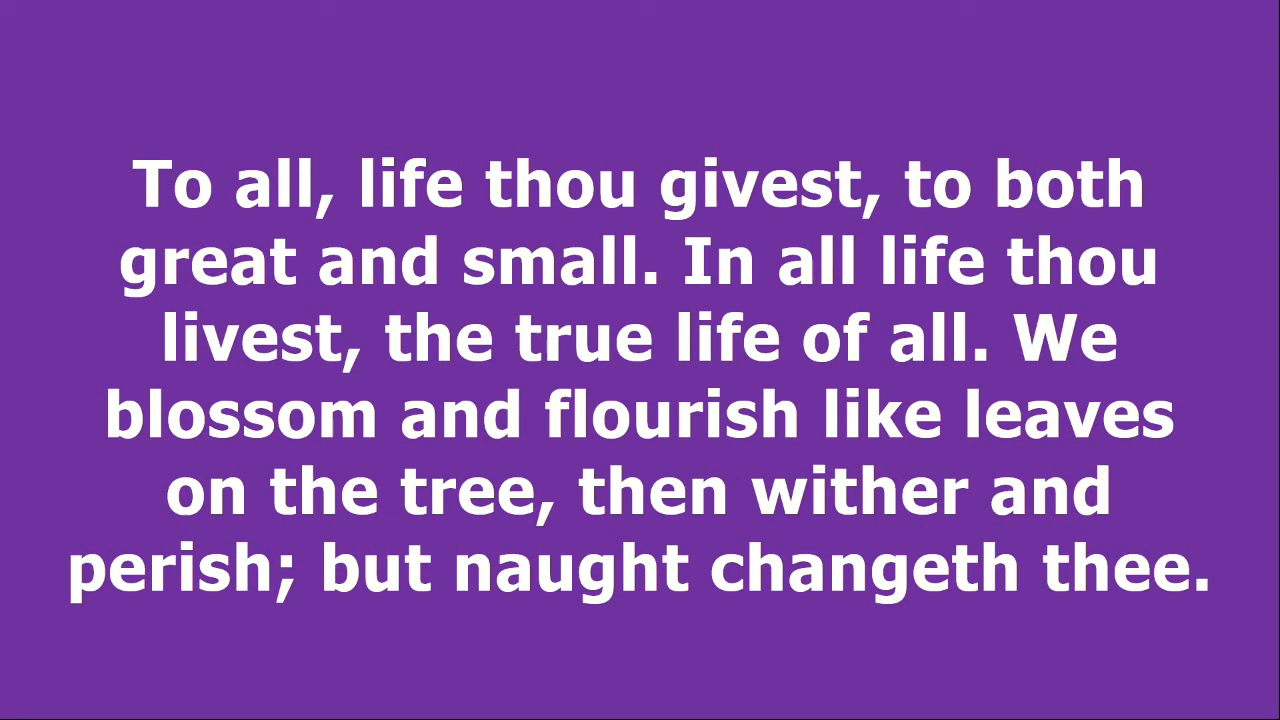 To all, life thou givest, to both
great and small. In all life thou
livest, the true life of all. We
blossom and flourish like leaves
on the tree, then wither and
perish; but naught changeth thee.